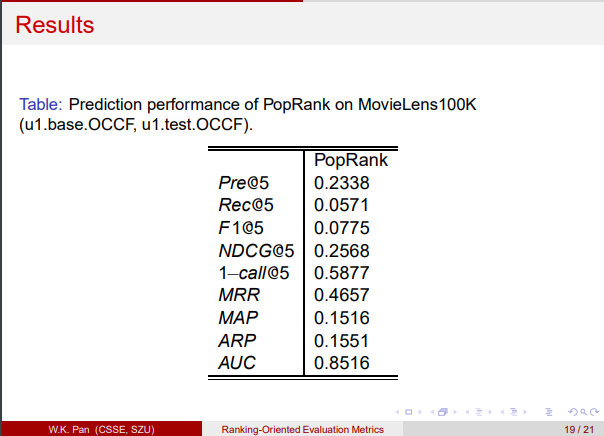 Results
Table: Prediction performance of PopRank on MovieLens100K
(u1.base.OCCF, u1.test.OCCF).
PopRank
Pre@5 0.2338
Rec@5 0.0571
F1@5 0.0775
NDCG@5 0.2568
1–call@5 0.5877
MRR 0.4657
MAP 0.1516
ARP 0.1551
AUC 0.8516
W.K. Pan (CSSE, SZU) Ranking-Oriented Evaluation Metrics 19 / 21